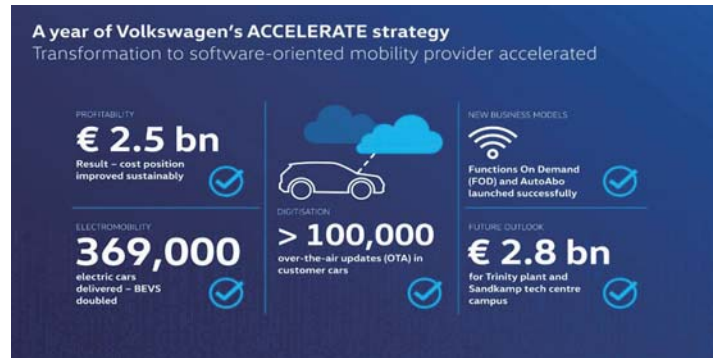 A year of Volkswagen's ACCELERATE strategy
Transformation to software-oriented mobility provider accelerated
PROFITABILITY
€ 2.5 bn
Result – cost position
improved sustainably
ELECTROMOBILITY
369,000
electric cars
delivered – BEVS
doubled
DIGITISATION
> 100,000
over-the-air updates (OTA) in
customer cars
NEW BUSINESS MODELS
Functions On Demand
(FOD) and AutoAbo
launched successfully
FUTURE OUTLOOK
€ 2.8 bn
for Trinity plant and
Sandkamp tech centre
campus